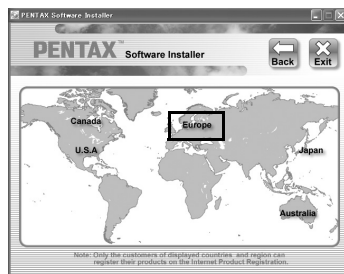 PENTAX Software Installer
PENTAX™ Software Installer
Back
Exit
Canada
Europe
U.S.A
Japan
Australia
Note: Only the customers of displayed countries and region can
register their products on the Internet Product Registration.